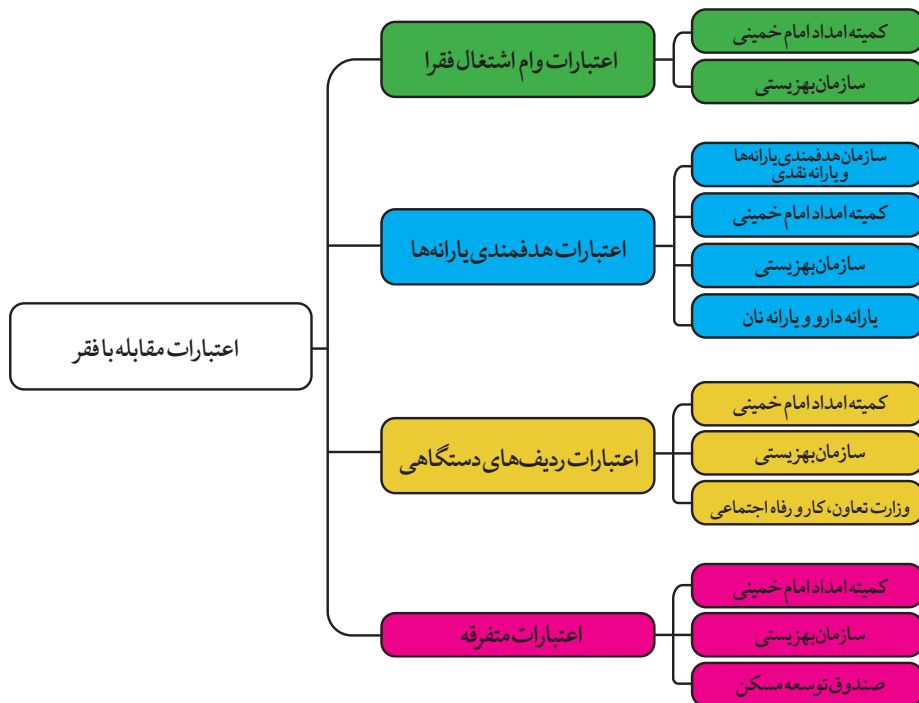 اعتبارات مقابله با فقر
اعتبارات وام اشتغال فقرا
کمیته امداد امام خمینی
سازمان بهزیستی
اعتبارات هدفمندی یارانه‌ها
سازمان هدفمندی یارانه‌ها
و یارانه نقدی
کمیته امداد امام خمینی
سازمان بهزیستی
یارانه دارو و یارانه نان
اعتبارات ردیف‌های دستگاهی
کمیته امداد امام خمینی
سازمان بهزیستی
وزارت تعاون، کار و رفاه اجتماعی
اعتبارات متفرقه
کمیته امداد امام خمینی
سازمان بهزیستی
صندوق توسعه مسکن